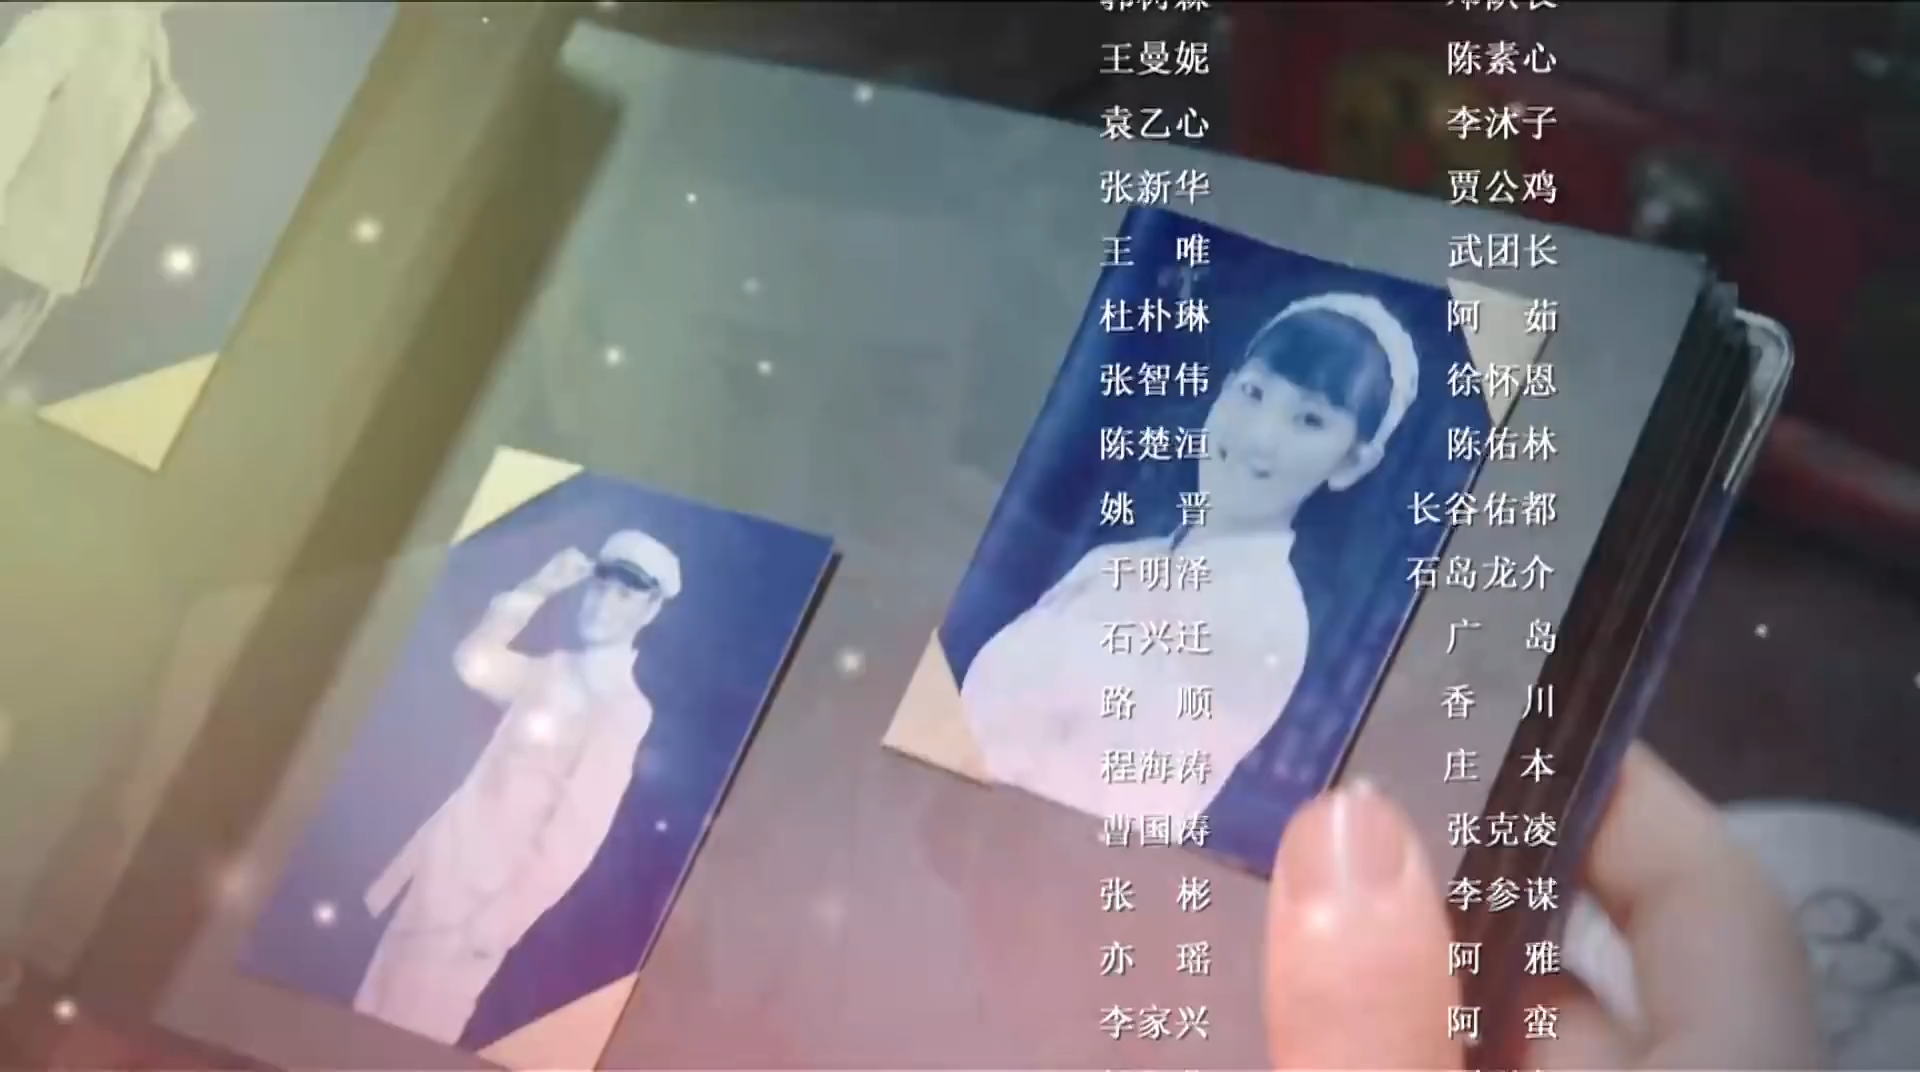 王曼妮 陈素心
袁乙心 李沐子
张新华 贾公鸡
王 唯 武团长
杜朴琳 阿 茹
张智伟 徐怀恩
陈楚洹 陈佑林
姚 晋 长谷佑都
于明泽 石岛龙介
石兴迁 广 岛
路 顺 香 川
程海涛 庄 本
曹国涛 张克凌
张 彬 李参谋
亦 瑶 阿 雅
李家兴 阿 蛮